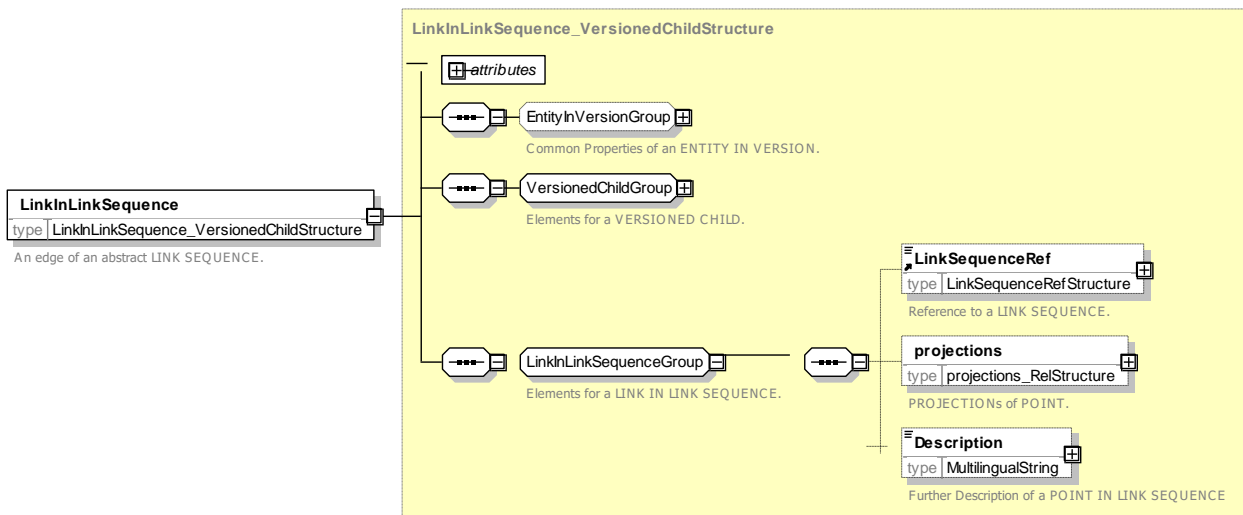 LinkInLinkSequence_VersionedChildStructure
attributes
EntityInVersionGroup
Common Properties of an ENTITY IN VERSION.
VersionedChildGroup
Elements for a VERSIONED CHILD.
LinkInLinkSequence
type LinkInLinkSequence_VersionedChildStructure
An edge of an abstract LINK SEQUENCE.
LinkSequenceRef
type LinkSequenceRefStructure
Reference to a LINK SEQUENCE.
LinkInLinkSequenceGroup
Elements for a LINK IN LINK SEQUENCE.
projections
type projections_RelStructure
PROJECTIONs of POINT.
Description
type MultilingualString
Further Description of a POINT IN LINK SEQUENCE